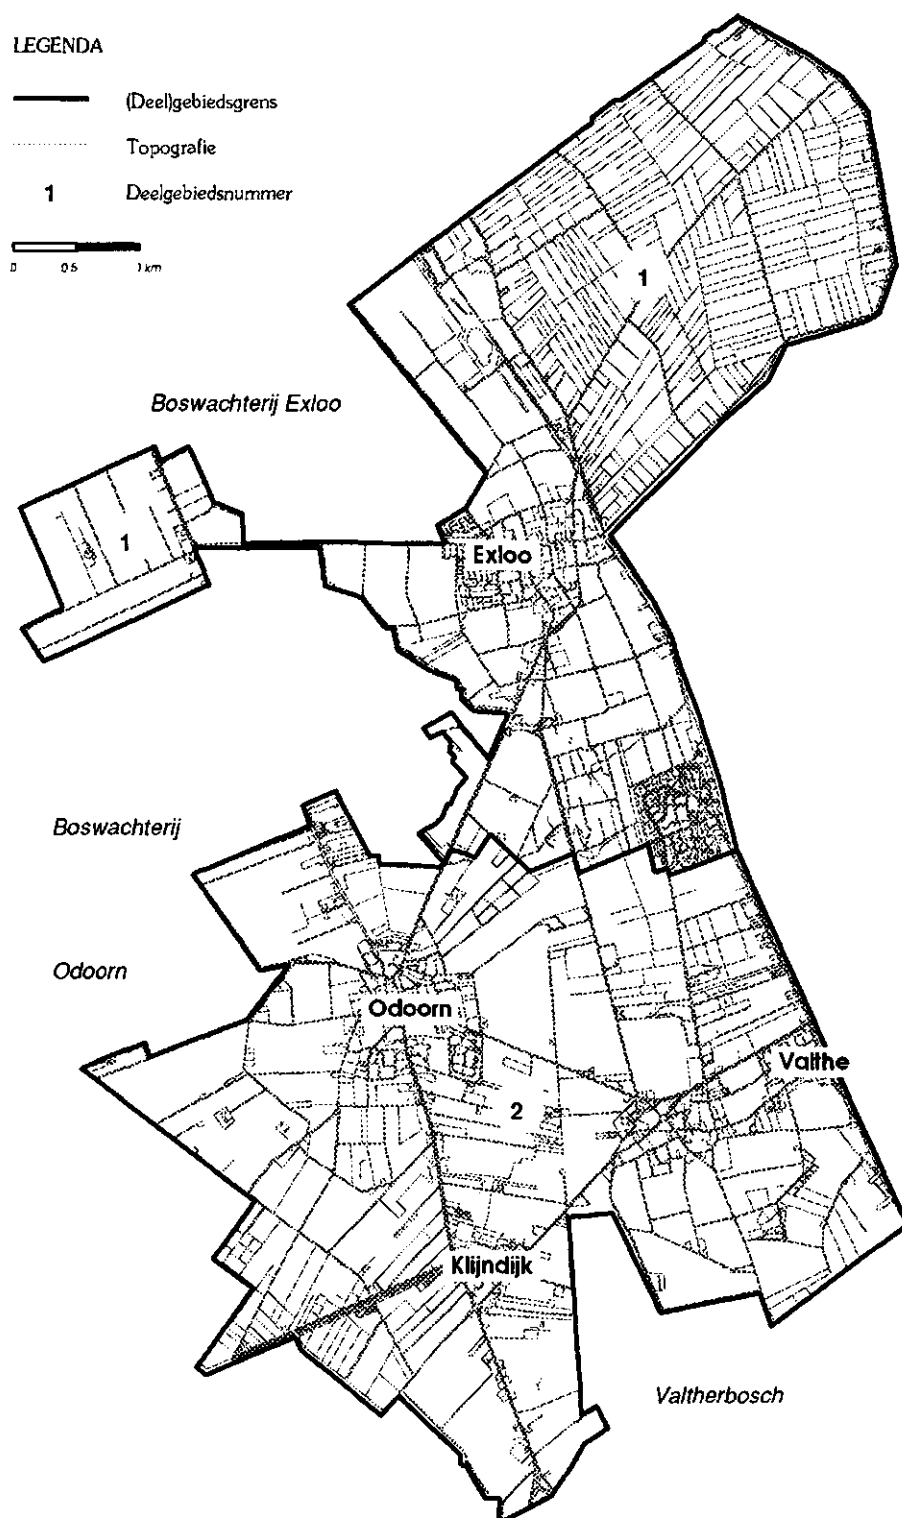 LEGENDA
(Deel)gebiedsgrens
Topografie
1 Deelgebiedsnummer
0 0.5 1 km
1
Boswachterij Exloo
1
Exloo
Boswachterij
Odoorn
Odoorn
Valthe
2
Klijndijk
Valtherbosch